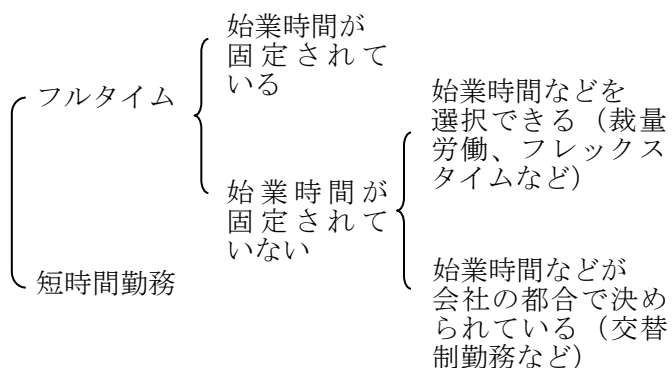 フルタイム
始業時間が
固定されて
いる
始業時間が
固定されて
いない
始業時間などを
選択できる（裁量
労働、フレックス
タイムなど）
始業時間などが
会社の都合で決め
られている（交替
制勤務など）
短時間勤務